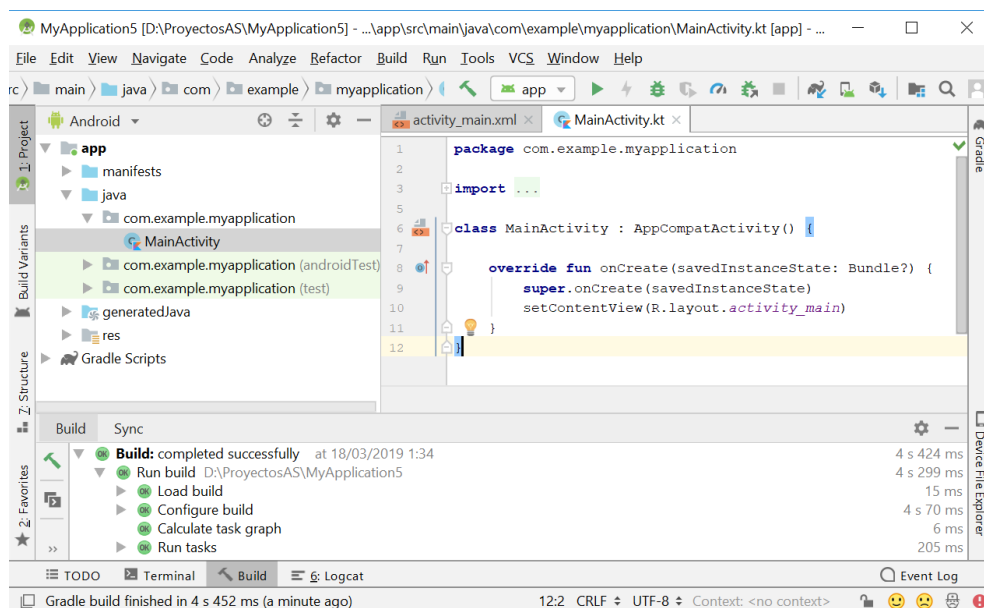 MyApplication5 [D:\ProyectosAS\MyApplication5] - ...\app\src\main\java\com\example\myapplication\MainActivity.kt [app] - ...
File Edit View Navigate Code Analyze Refactor Build Run Tools VCS Window Help
rc main java com example myapplication app
1: Project
Build Variants
Z: Structure
2: Favorites
Android
app
manifests
java
com.example.myapplication
MainActivity
com.example.myapplication (androidTest)
com.example.myapplication (test)
generatedJava
res
Gradle Scripts
activity_main.xml MainActivity.kt
1 package com.example.myapplication
2
3 import ...
5
6 class MainActivity : AppCompatActivity() {
7
8 override fun onCreate(savedInstanceState: Bundle?) {
9 super.onCreate(savedInstanceState)
10 setContentView(R.layout.activity_main)
11 }
12 }
Gradle
Device File Explorer
Build Sync
Build: completed successfully at 18/03/2019 1:34 4 s 424 ms
Run build D:\ProyectosAS\MyApplication5 4 s 299 ms
Load build 15 ms
Configure build 4 s 70 ms
Calculate task graph 6 ms
Run tasks 205 ms
TODO Terminal Build 6: Logcat Event Log
Gradle build finished in 4 s 452 ms (a minute ago) 12:2 CRLF UTF-8 Context: <no context>